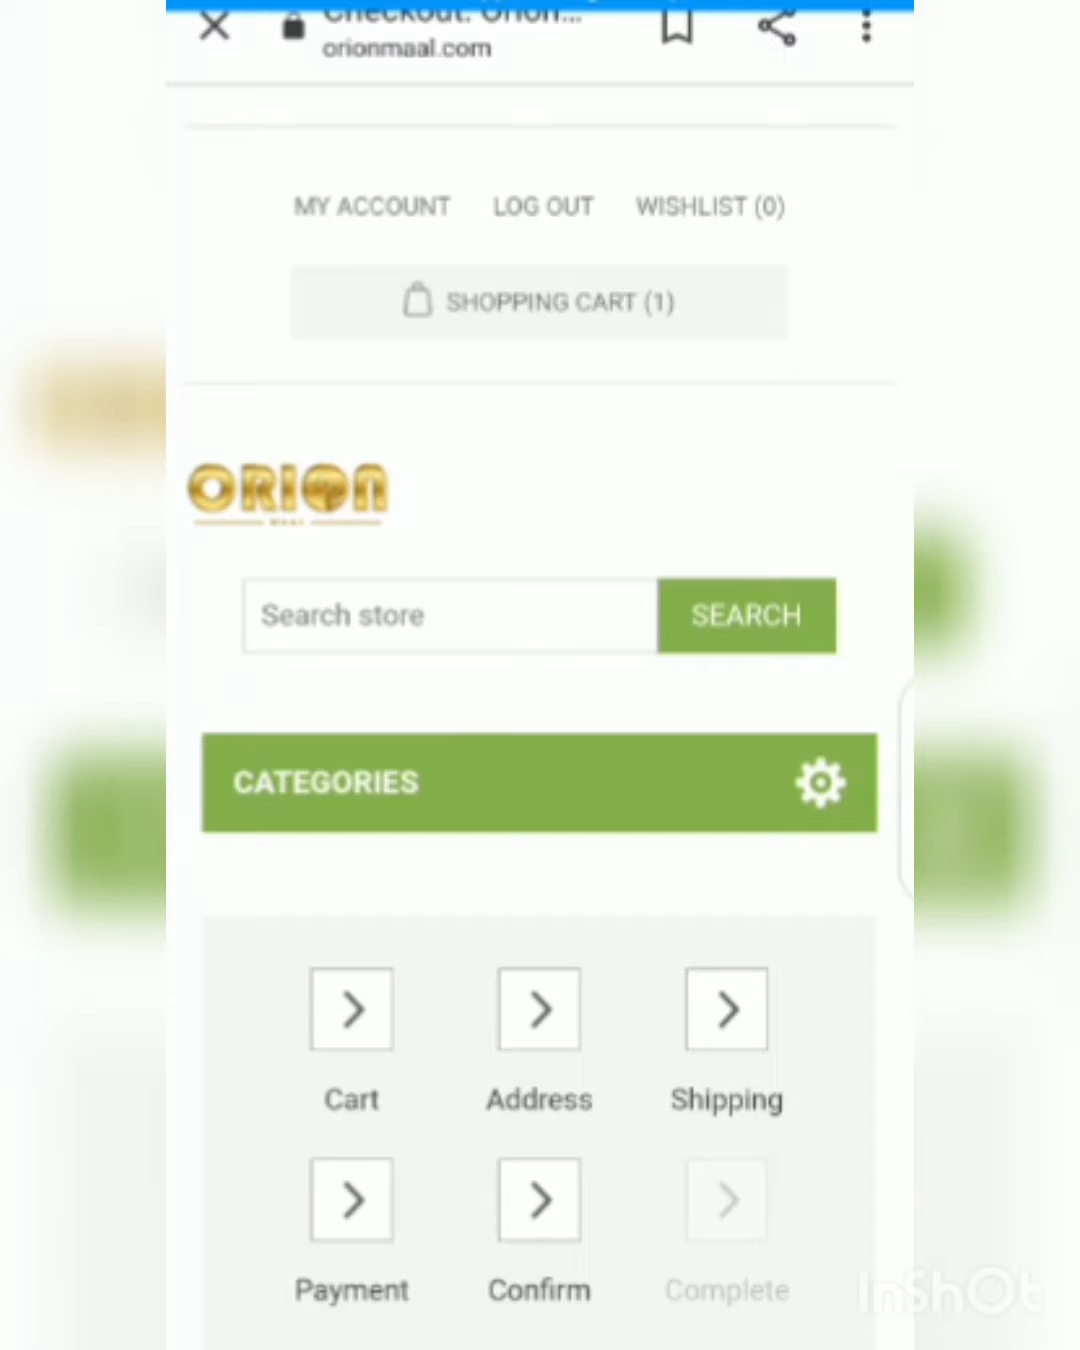 orionmaal.com
MY ACCOUNT LOG OUT WISHLIST (0)
SHOPPING CART (1)
ORION
MAAL
Search store SEARCH
CATEGORIES
Cart Address Shipping
Payment Confirm Complete
InShOt